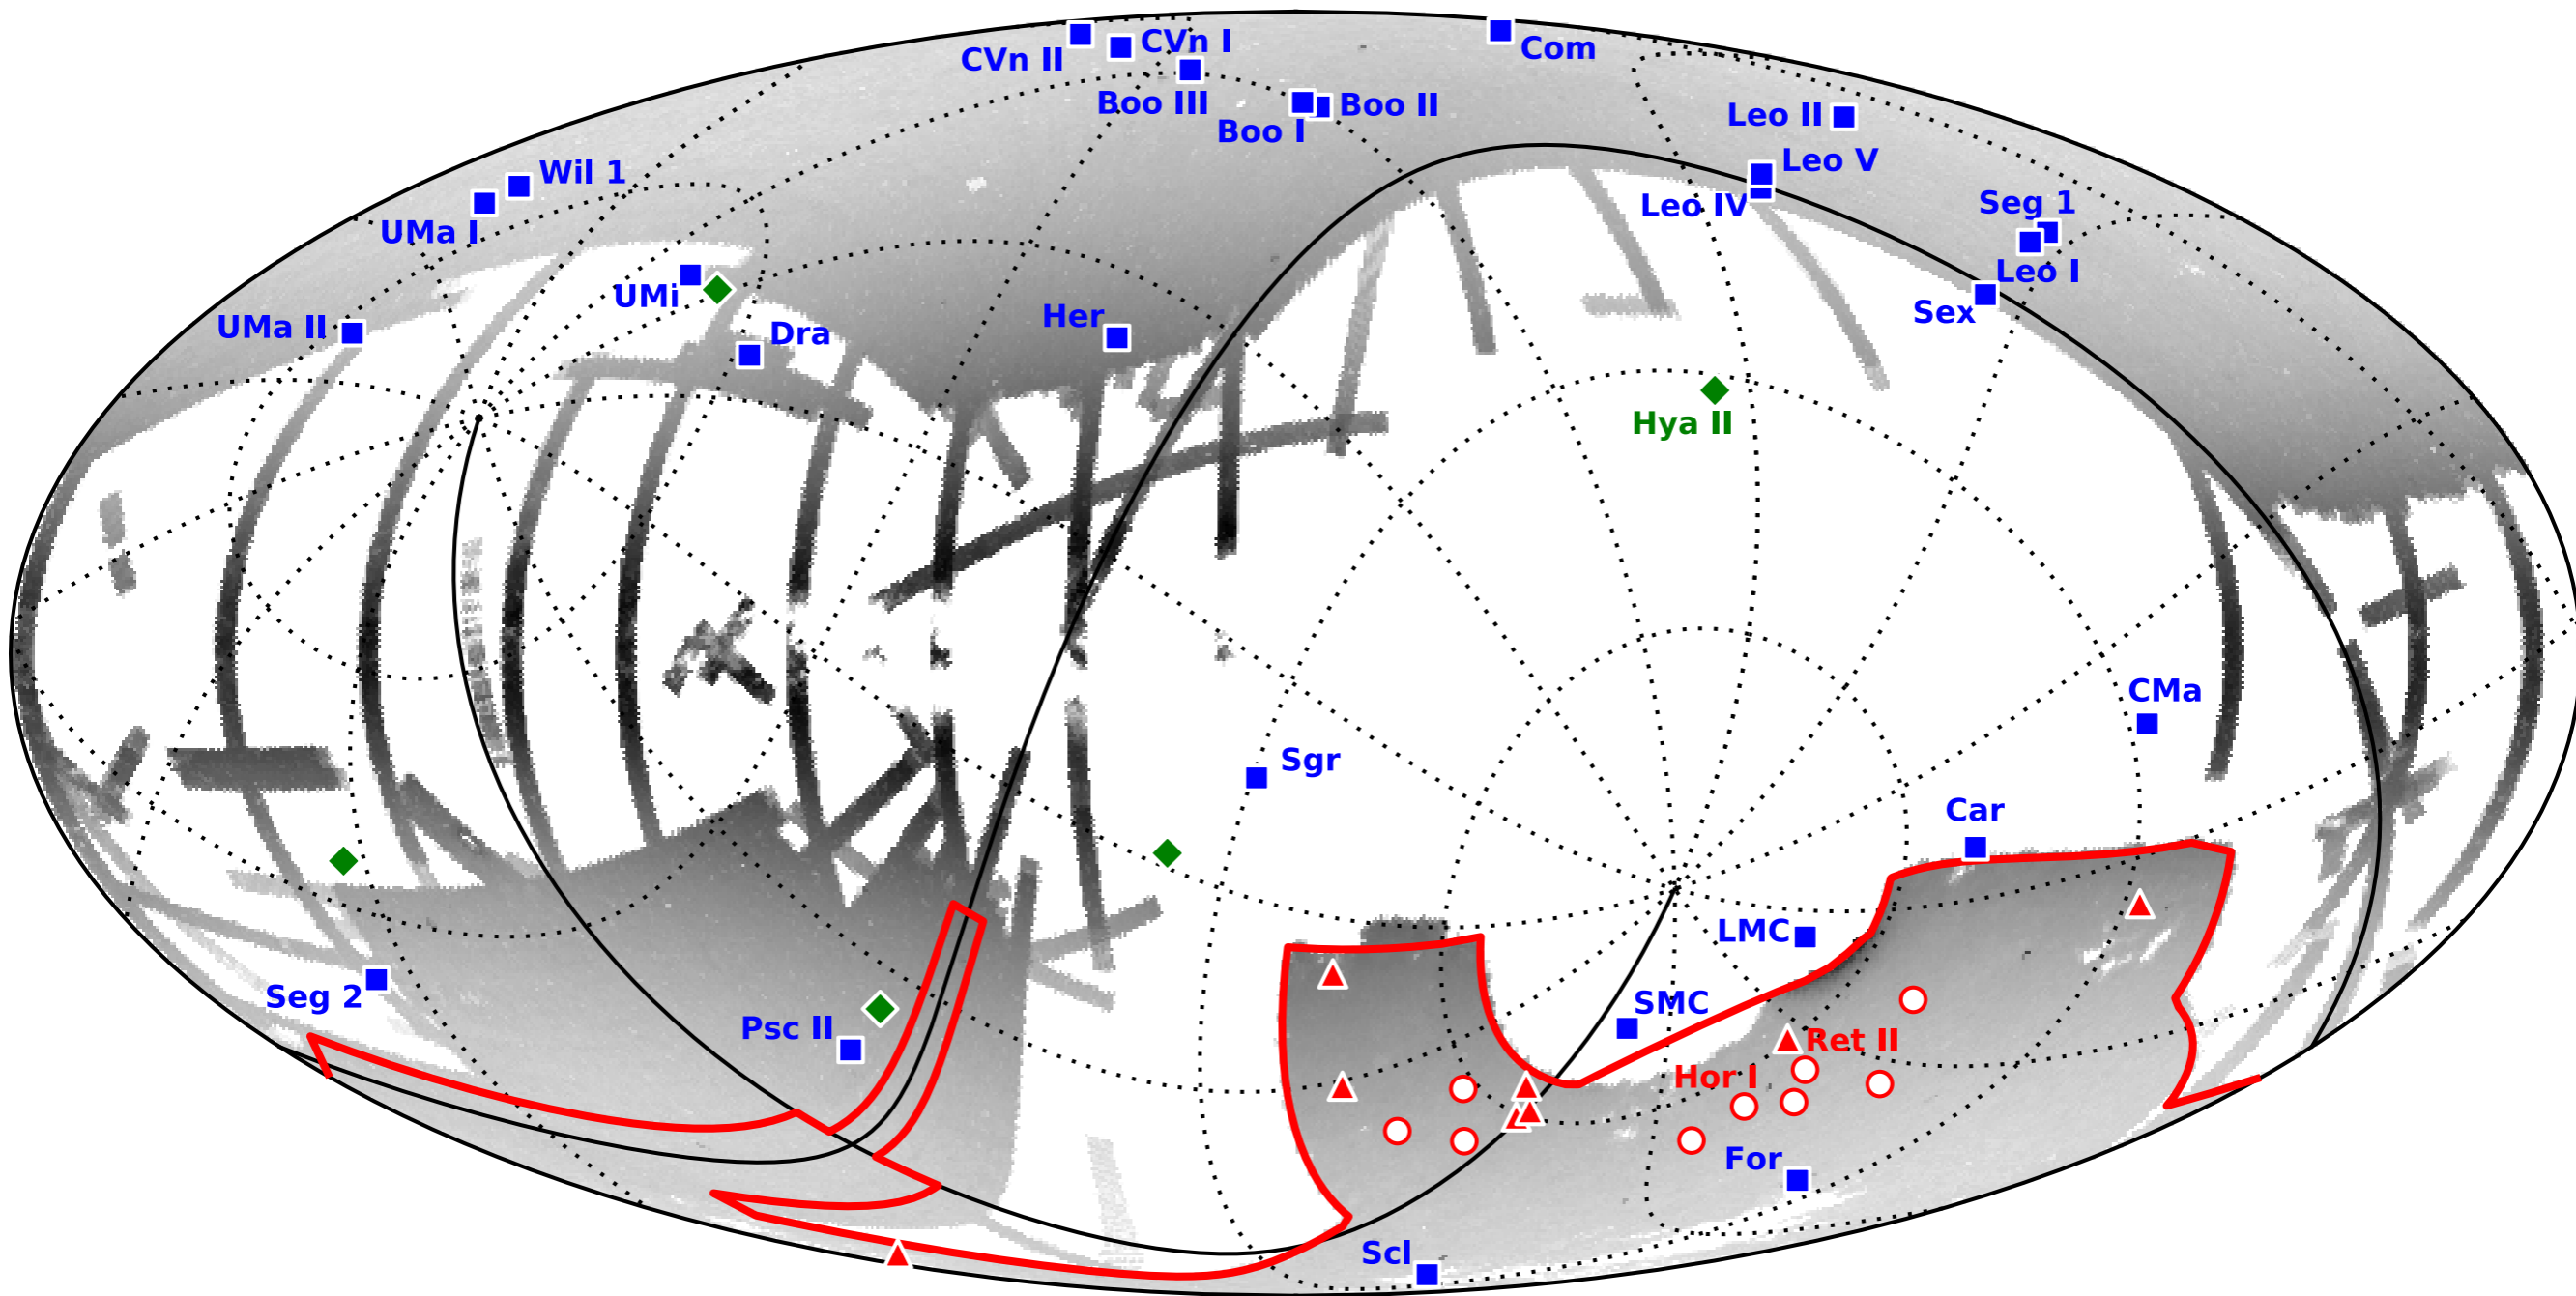 CVn II
CVn I
Com
Boo III
Boo II
Boo I
Leo II
Leo V
Wil 1
Leo IV
Seg 1
UMa I
Leo I
UMi
Sex
UMa II
Dra
Her
Hya II
CMa
Sgr
Car
LMC
Seg 2
SMC
Psc II
Ret II
Hor I
For
Scl